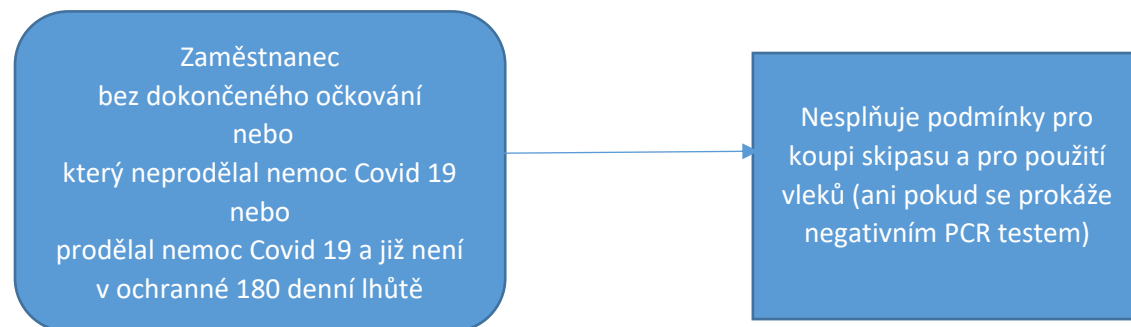 Zaměstnanec
bez dokončeného očkování
nebo
který neprodělal nemoc Covid 19
nebo
prodělal nemoc Covid 19 a již není
v ochranné 180 denní lhůtě
Nesplňuje podmínky pro
koupi skipasu a pro použití
vleků (ani pokud se prokáže
negativním PCR testem)